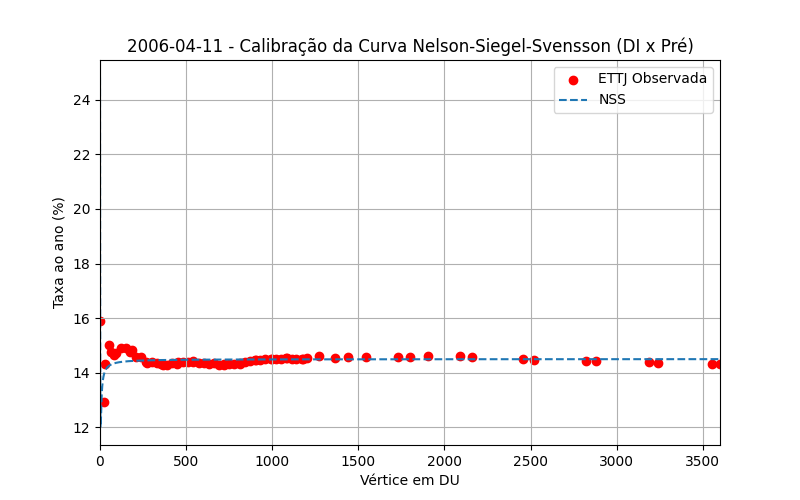 2006-04-11 - Calibração da Curva Nelson-Siegel-Svensson (DI x Pré)
ETTJ Observada
NSS
Taxa ao ano (%)
24
22
20
18
16
14
12
0 500 1000 1500 2000 2500 3000 3500
Vértice em DU